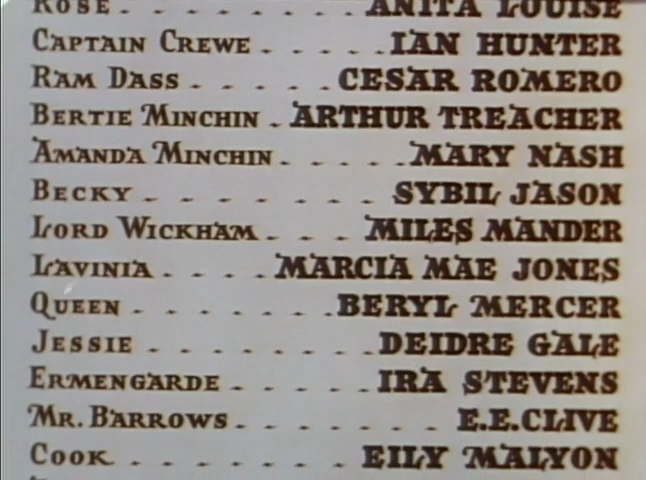 ROSE . . . . . . . . ANITA LOUISE
CAPTAIN CREWE . . . . . IAN HUNTER
RAM DASS . . . . . . CESAR ROMERO
BERTIE MINCHIN . ARTHUR TREACHER
AMANDA MINCHIN . . . . . MARY NASH
BECKY . . . . . . . . SYBIL JASON
LORD WICKHAM . . . . MILES MANDER
LAVINIA . . . . . MARCIA MAE JONES
QUEEN . . . . . . . BERYL MERCER
JESSIE . . . . . . . . DEIDRE GALE
ERMENGARDE . . . . . IRA STEVENS
MR. BARROWS . . . . . . . E.E.CLIVE
COOK . . . . . . . . EILY MALYON